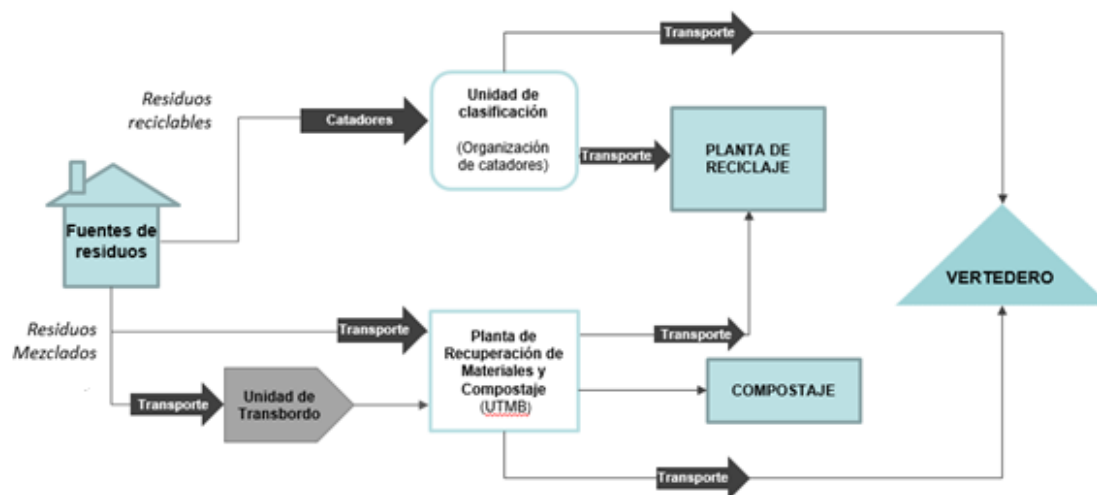 Transporte
Residuos
reciclables
Catadores
Unidad de
clasificación
(Organización
de catadores)
Transporte
PLANTA DE
RECICLAJE
Fuentes de
residuos
VERTEDERO
Residuos
Mezclados
Transporte
Planta de
Recuperación de
Materiales y
Compostaje
(UTMB)
Transporte
COMPOSTAJE
Transporte
Unidad de
Transbordo
Transporte